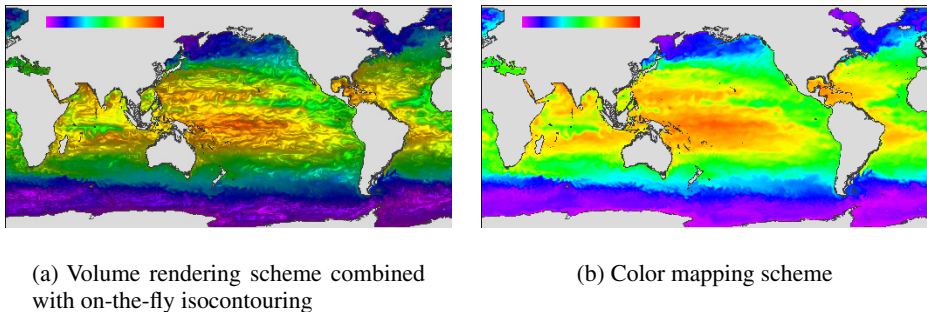 (a) Volume rendering scheme combined
with on-the-fly isocontouring
(b) Color mapping scheme